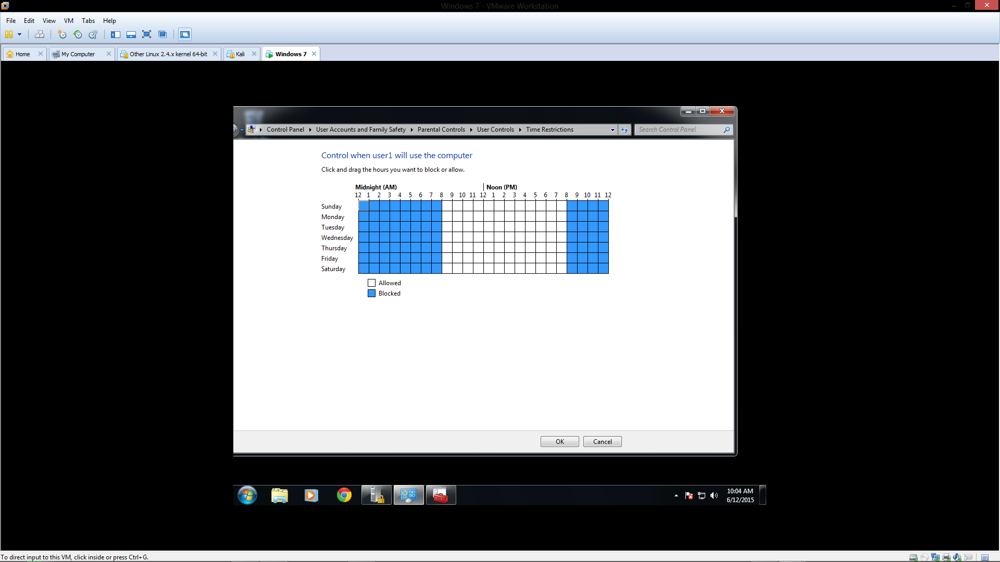 Windows 7 - VMware Workstation
File Edit View VM Tabs Help
Home My Computer Other Linux 2.4.x kernel 64-bit Kali Windows 7
Control Panel User Accounts and Family Safety Parental Controls User Controls Time Restrictions Search Control Panel
Control when user1 will use the computer
Click and drag the hours you want to block or allow.
Midnight (AM) Noon (PM)
12 1 2 3 4 5 6 7 8 9 10 11 12 1 2 3 4 5 6 7 8 9 10 11 12
Sunday
Monday
Tuesday
Wednesday
Thursday
Friday
Saturday
Allowed
Blocked
OK Cancel
10:04 AM
6/12/2015
To direct input to this VM, click inside or press Ctrl+G.